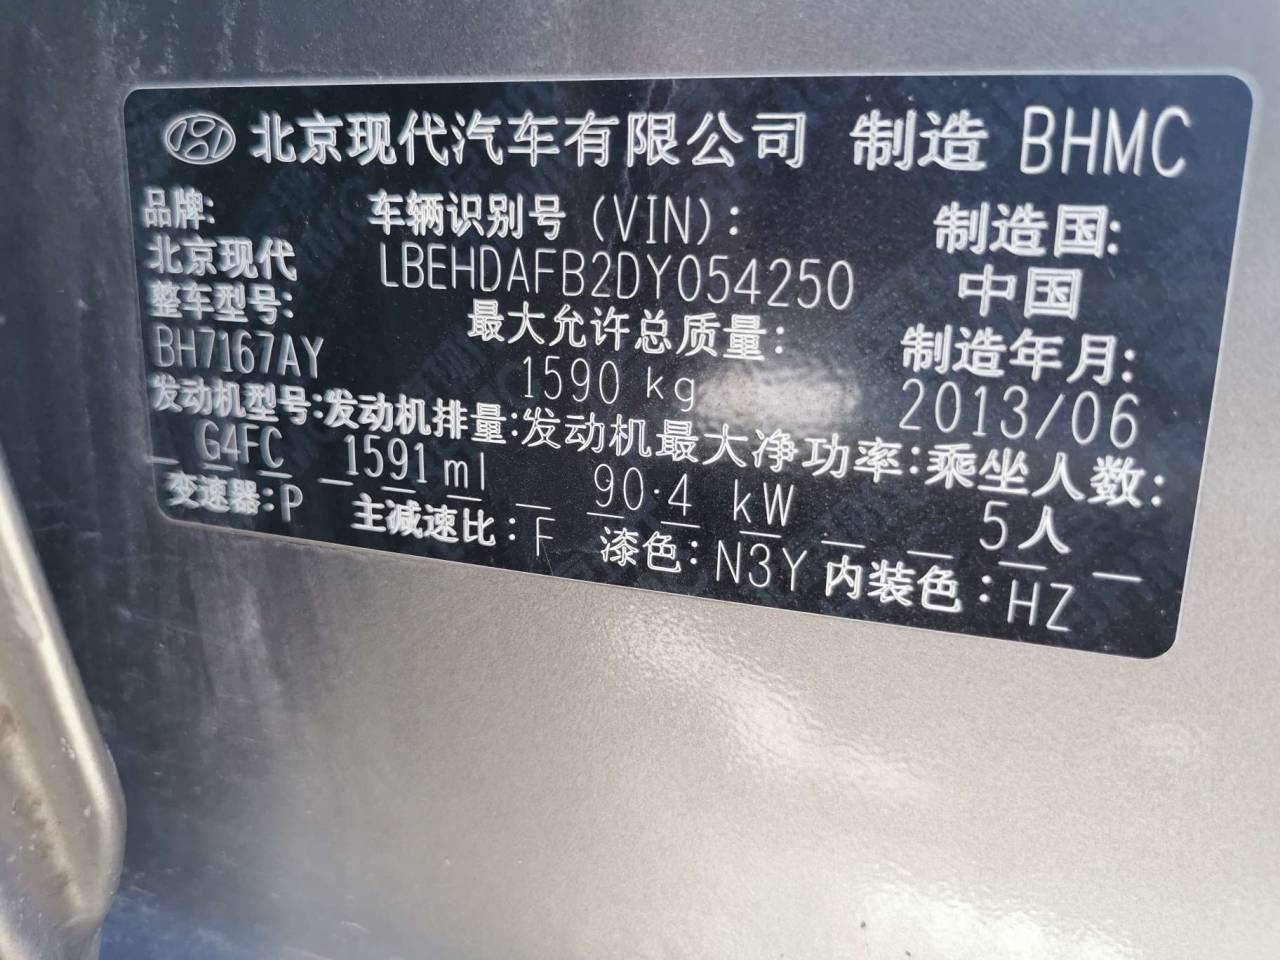 北京现代汽车有限公司 制造 BHMC
品牌: 车辆识别号 (VIN): 制造国:
北京现代 LBEHDAFB2DY054250 中国
整车型号: 最大允许总质量: 制造年月:
BH7167AY 1590 kg 2013/06
发动机型号: 发动机排量: 发动机最大净功率: 乘坐人数:
G4FC 1591 ml 90.4 kW 5人
变速器: P 主减速比: F 漆色: N3Y 内装色: HZ